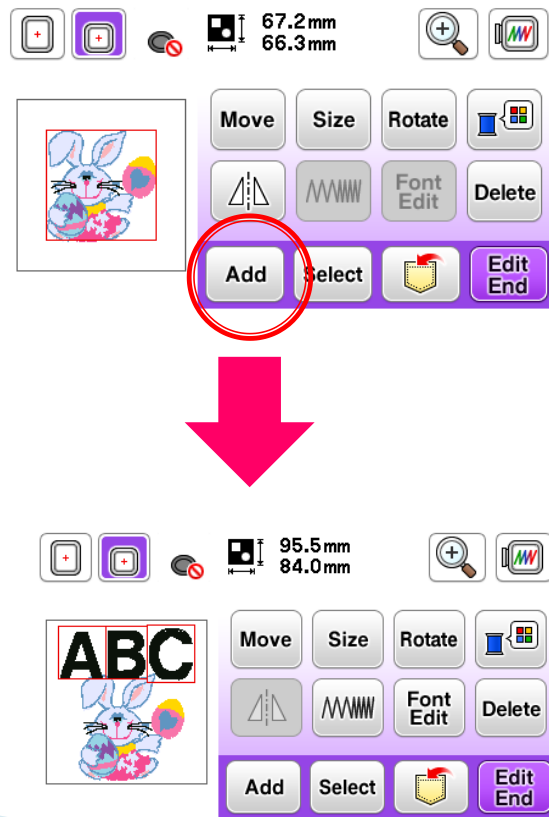 67.2mm
66.3mm
Move Size Rotate
Font
Edit
Delete
Add Select Edit
End
95.5mm
84.0mm
ABC
Move Size Rotate
Font
Edit
Delete
Add Select Edit
End